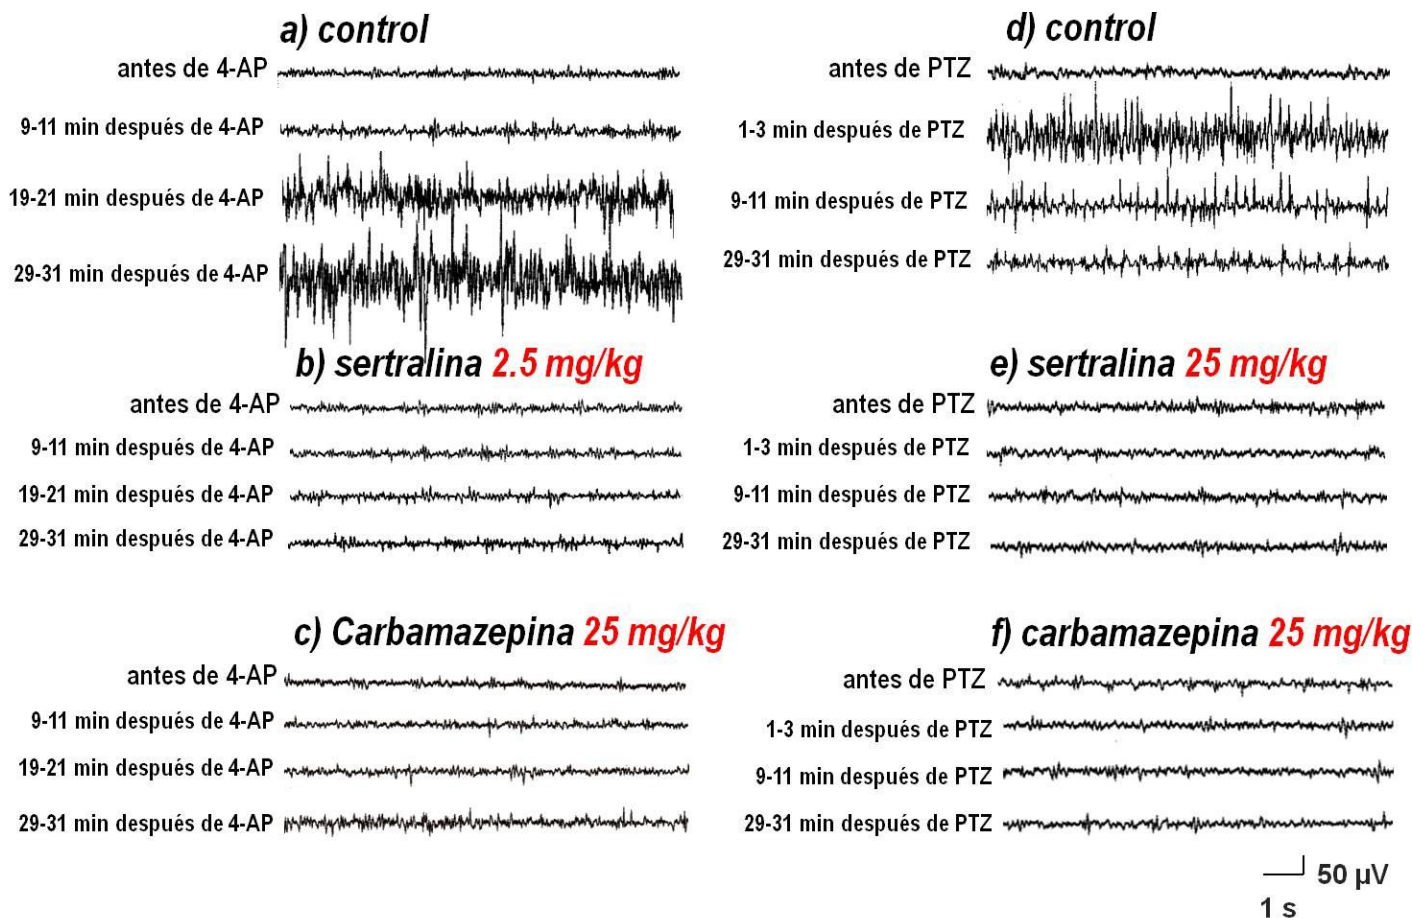 a) control
antes de 4-AP
9-11 min después de 4-AP
19-21 min después de 4-AP
29-31 min después de 4-AP
b) sertralina 2.5 mg/kg
antes de 4-AP
9-11 min después de 4-AP
19-21 min después de 4-AP
29-31 min después de 4-AP
c) Carbamazepina 25 mg/kg
antes de 4-AP
9-11 min después de 4-AP
19-21 min después de 4-AP
29-31 min después de 4-AP
d) control
antes de PTZ
1-3 min después de PTZ
9-11 min después de PTZ
29-31 min después de PTZ
e) sertralina 25 mg/kg
antes de PTZ
1-3 min después de PTZ
9-11 min después de PTZ
29-31 min después de PTZ
f) carbamazepina 25 mg/kg
antes de PTZ
1-3 min después de PTZ
9-11 min después de PTZ
29-31 min después de PTZ
50 µV
1 s